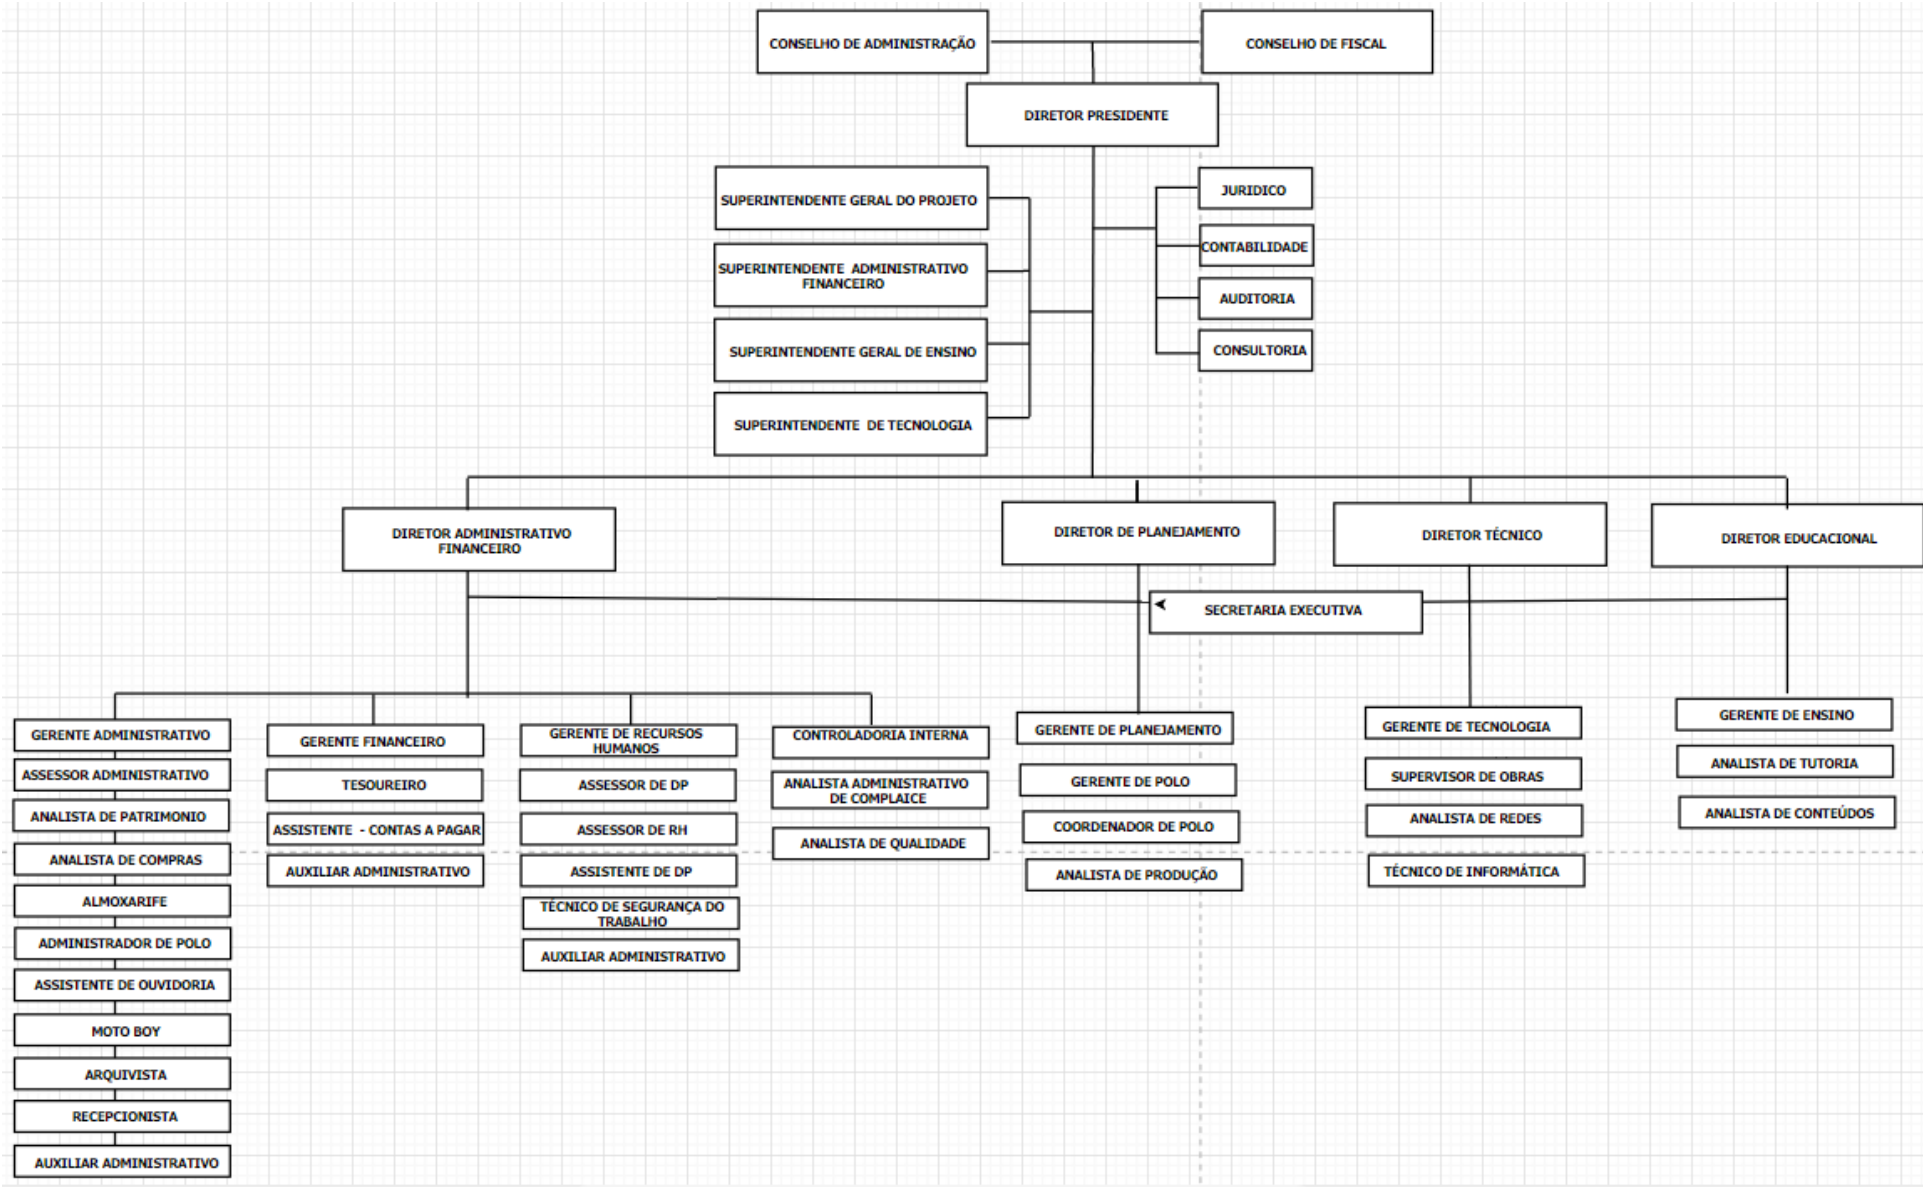 CONSELHO DE ADMINISTRAÇÃO
CONSELHO DE FISCAL
DIRETOR PRESIDENTE
SUPERINTENDENTE GERAL DO PROJETO
SUPERINTENDENTE ADMINISTRATIVO
FINANCEIRO
SUPERINTENDENTE GERAL DE ENSINO
SUPERINTENDENTE DE TECNOLOGIA
JURIDICO
CONTABILIDADE
AUDITORIA
CONSULTORIA
DIRETOR ADMINISTRATIVO
FINANCEIRO
DIRETOR DE PLANEJAMENTO
DIRETOR TÉCNICO
DIRETOR EDUCACIONAL
SECRETARIA EXECUTIVA
GERENTE ADMINISTRATIVO
ASSESSOR ADMINISTRATIVO
ANALISTA DE PATRIMONIO
ANALISTA DE COMPRAS
ALMOXARIFE
ADMINISTRADOR DE POLO
ASSISTENTE DE OUVIDORIA
MOTO BOY
ARQUIVISTA
RECEPCIONISTA
AUXILIAR ADMINISTRATIVO
GERENTE FINANCEIRO
TESOUREIRO
ASSISTENTE - CONTAS A PAGAR
AUXILIAR ADMINISTRATIVO
GERENTE DE RECURSOS
HUMANOS
ASSESSOR DE DP
ASSESSOR DE RH
ASSISTENTE DE DP
TÉCNICO DE SEGURANÇA DO
TRABALHO
AUXILIAR ADMINISTRATIVO
CONTROLADORIA INTERNA
ANALISTA ADMINISTRATIVO
DE COMPLAICE
ANALISTA DE QUALIDADE
GERENTE DE PLANEJAMENTO
GERENTE DE POLO
COORDENADOR DE POLO
ANALISTA DE PRODUÇÃO
GERENTE DE TECNOLOGIA
SUPERVISOR DE OBRAS
ANALISTA DE REDES
TÉCNICO DE INFORMÁTICA
GERENTE DE ENSINO
ANALISTA DE TUTORIA
ANALISTA DE CONTEÚDOS